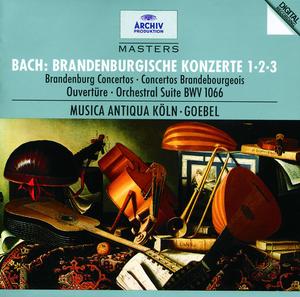 ARCHIV
PRODUKTION
DIGITAL
MASTERS
BACH: BRANDENBURGISCHE KONZERTE 1·2·3
Brandenburg Concertos · Concertos Brandebourgeois
Ouvertüre · Orchestral Suite BWV 1066
MUSICA ANTIQUA KÖLN · GOEBEL